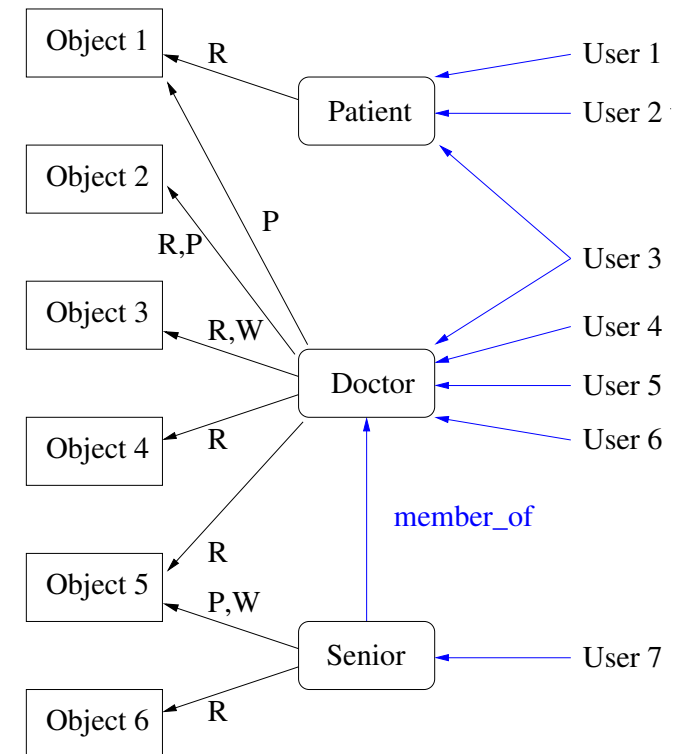 Object 1
R
User 1
Patient
User 2
Object 2
P
R,P
User 3
Object 3
R,W
User 4
Doctor
User 5
Object 4
R
User 6
member_of
R
Object 5
P,W
Senior
User 7
Object 6
R